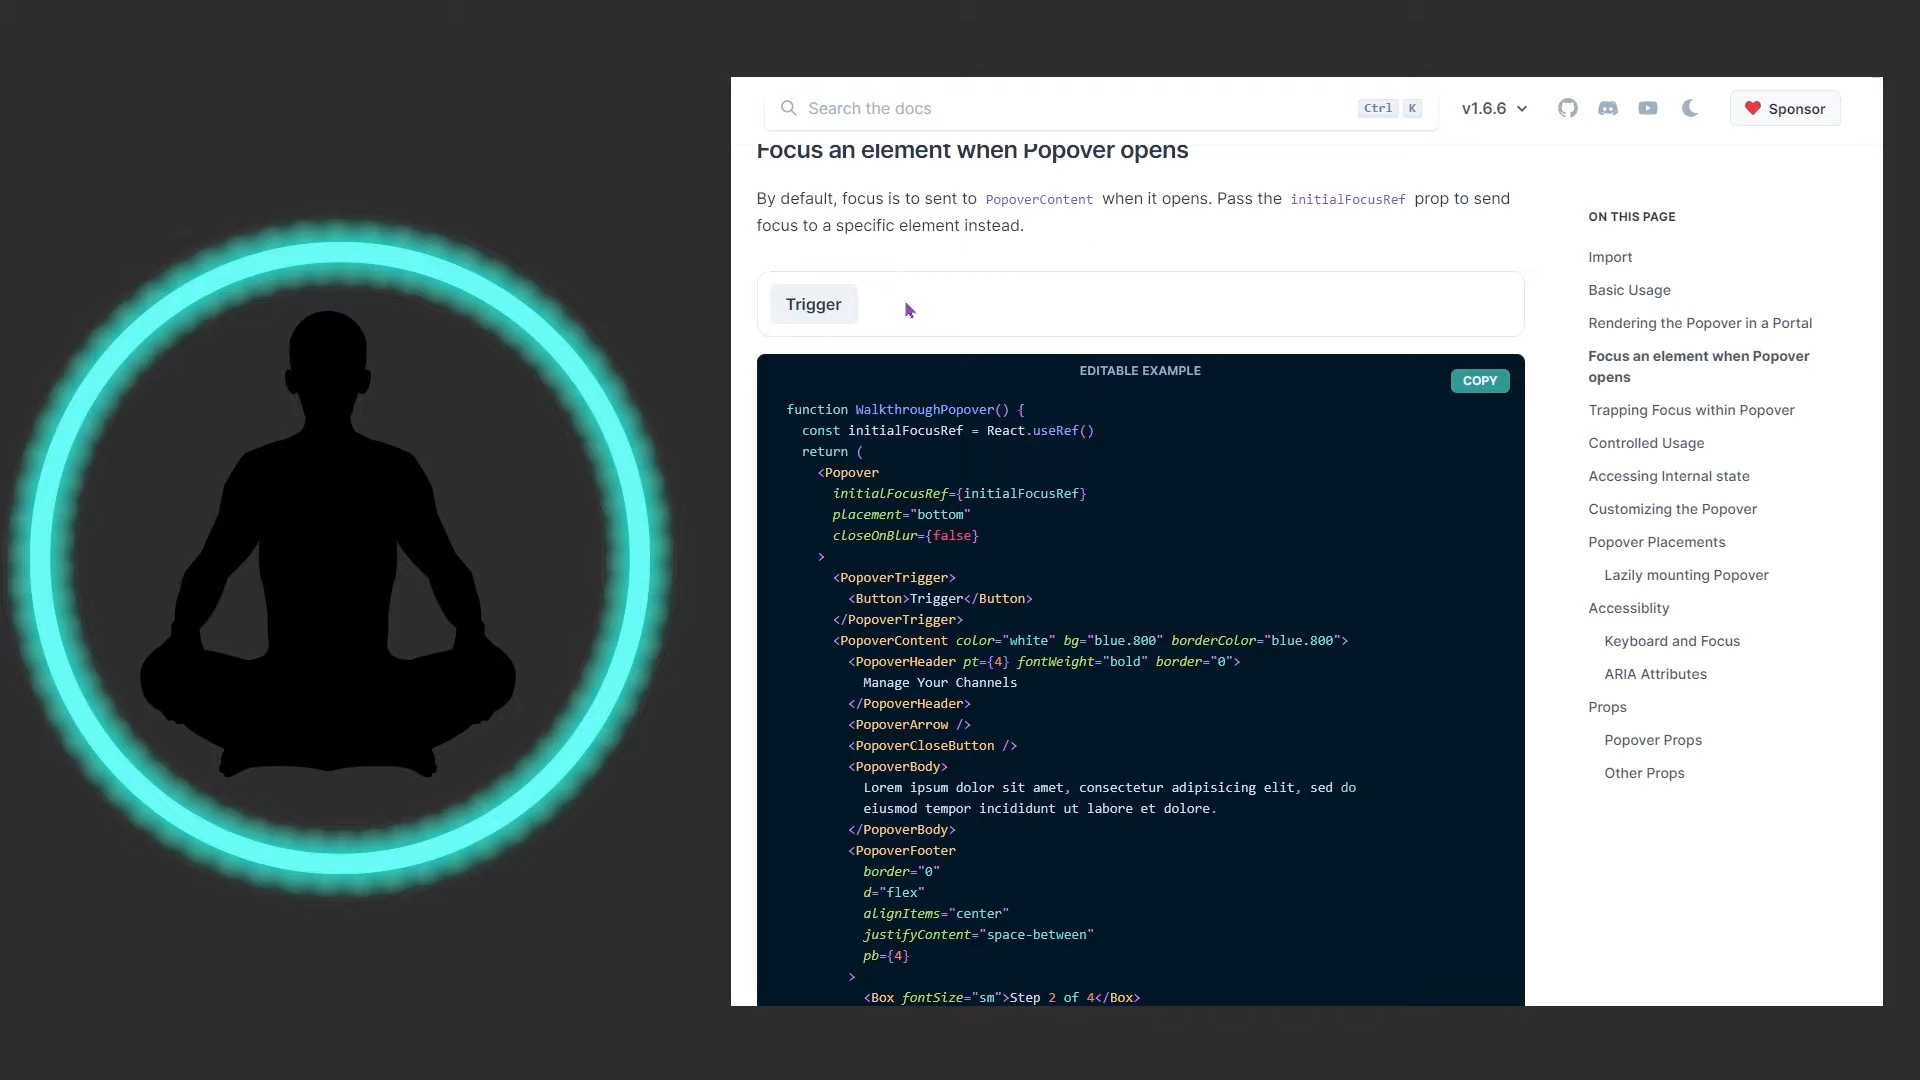 Search the docs
Ctrl K
v1.6.6
Sponsor
Focus an element when Popover opens
By default, focus is to sent to PopoverContent when it opens. Pass the initialFocusRef prop to send
focus to a specific element instead.
Trigger
EDITABLE EXAMPLE
COPY
function WalkthroughPopover() {
  const initialFocusRef = React.useRef()
  return (
    <Popover
      initialFocusRef={initialFocusRef}
      placement="bottom"
      closeOnBlur={false}
    >
      <PopoverTrigger>
        <Button>Trigger</Button>
      </PopoverTrigger>
      <PopoverContent color="white" bg="blue.800" borderColor="blue.800">
        <PopoverHeader pt={4} fontWeight="bold" border="0">
          Manage Your Channels
        </PopoverHeader>
        <PopoverArrow />
        <PopoverCloseButton />
        <PopoverBody>
          Lorem ipsum dolor sit amet, consectetur adipisicing elit, sed do
          eiusmod tempor incididunt ut labore et dolore.
        </PopoverBody>
        <PopoverFooter
          border="0"
          d="flex"
          alignItems="center"
          justifyContent="space-between"
          pb={4}
        >
          <Box fontSize="sm">Step 2 of 4</Box>
ON THIS PAGE
Import
Basic Usage
Rendering the Popover in a Portal
Focus an element when Popover
opens
Trapping Focus within Popover
Controlled Usage
Accessing Internal state
Customizing the Popover
Popover Placements
Lazily mounting Popover
Accessiblity
Keyboard and Focus
ARIA Attributes
Props
Popover Props
Other Props